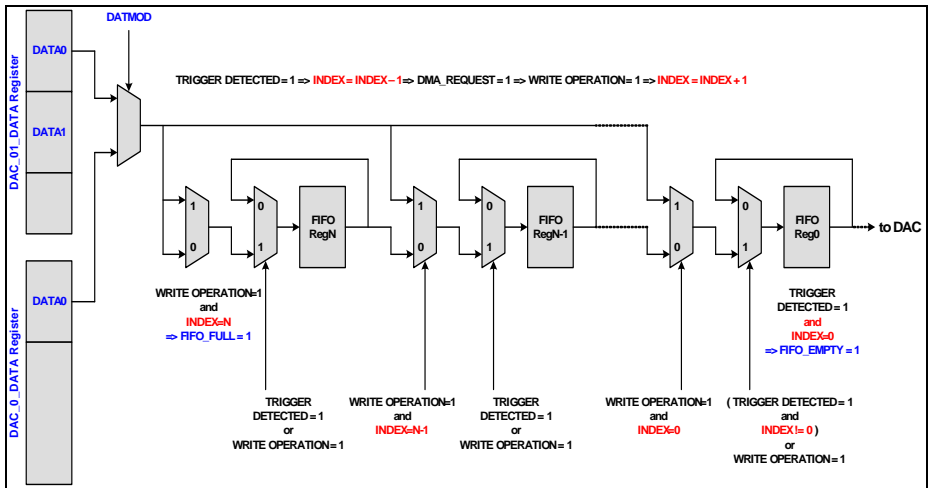 DATMOD
DAC_01_DATA Register
DATA0
DATA1
TRIGGER DETECTED = 1 => INDEX = INDEX – 1 => DMA_REQUEST = 1 => WRITE OPERATION = 1 => INDEX = INDEX + 1
1
0
0
1
FIFO
RegN
1
0
0
1
FIFO
RegN-1
1
0
0
1
FIFO
Reg0
to DAC
DAC_0_DATA Register
DATA0
WRITE OPERATION=1
and
INDEX=N
=> FIFO_FULL = 1
TRIGGER
DETECTED = 1
and
INDEX=0
=> FIFO_EMPTY = 1
TRIGGER
DETECTED = 1
or
WRITE OPERATION = 1
WRITE OPERATION=1
and
INDEX=N-1
TRIGGER
DETECTED = 1
or
WRITE OPERATION = 1
WRITE OPERATION=1
and
INDEX=0
( TRIGGER DETECTED = 1
and
INDEX != 0 )
or
WRITE OPERATION = 1